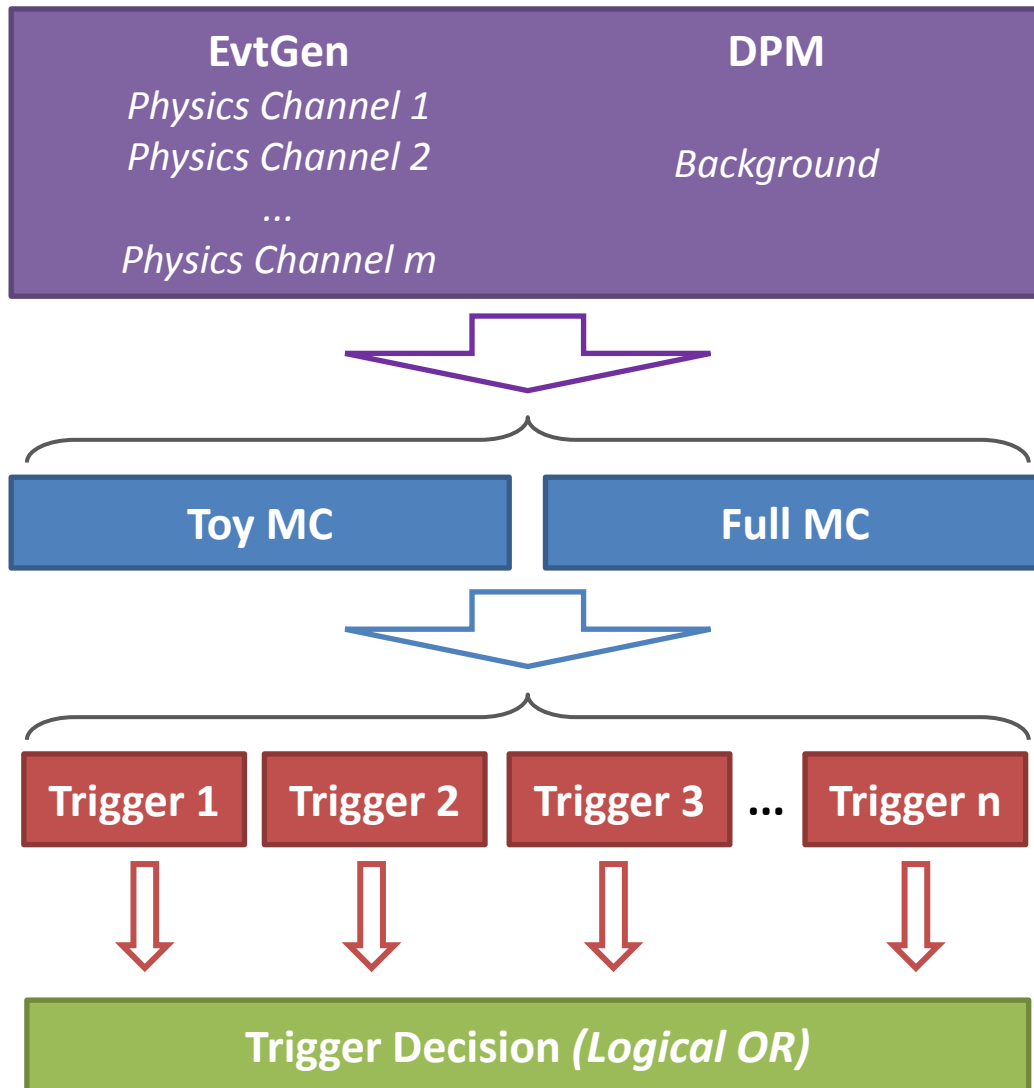 EvtGen
Physics Channel 1
Physics Channel 2
...
Physics Channel m
DPM
Background
Toy MC
Full MC
Trigger 1
Trigger 2
Trigger 3
...
Trigger n
Trigger Decision (Logical OR)